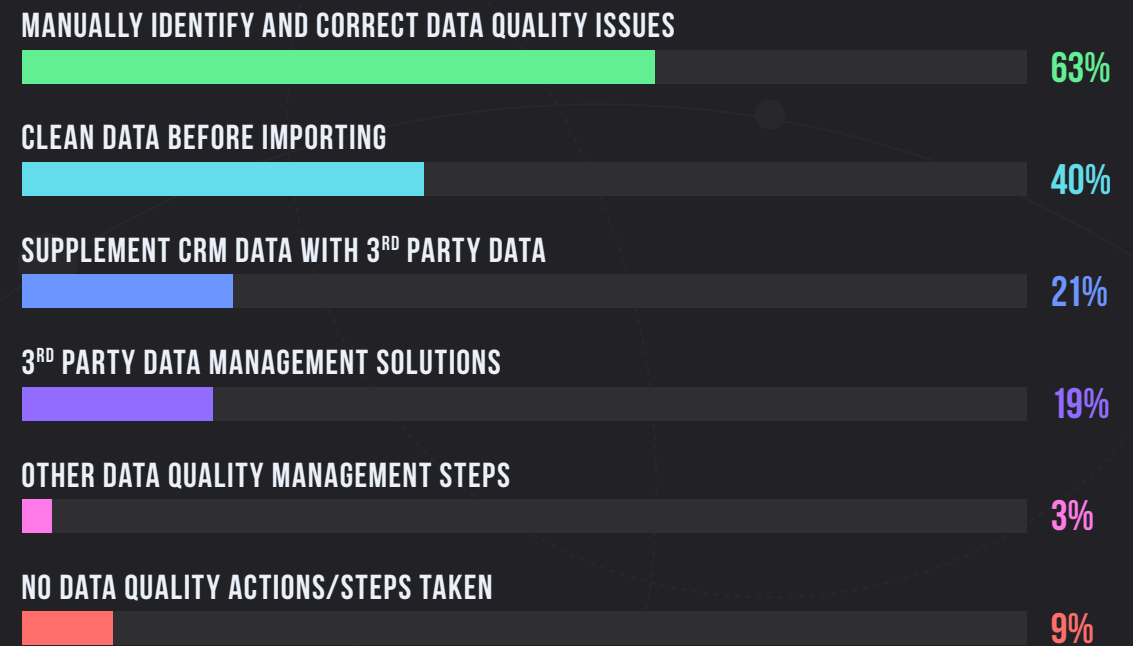 MANUALLY IDENTIFY AND CORRECT DATA QUALITY ISSUES
63%
CLEAN DATA BEFORE IMPORTING
40%
SUPPLEMENT CRM DATA WITH 3RD PARTY DATA
21%
3RD PARTY DATA MANAGEMENT SOLUTIONS
19%
OTHER DATA QUALITY MANAGEMENT STEPS
3%
NO DATA QUALITY ACTIONS/STEPS TAKEN
9%